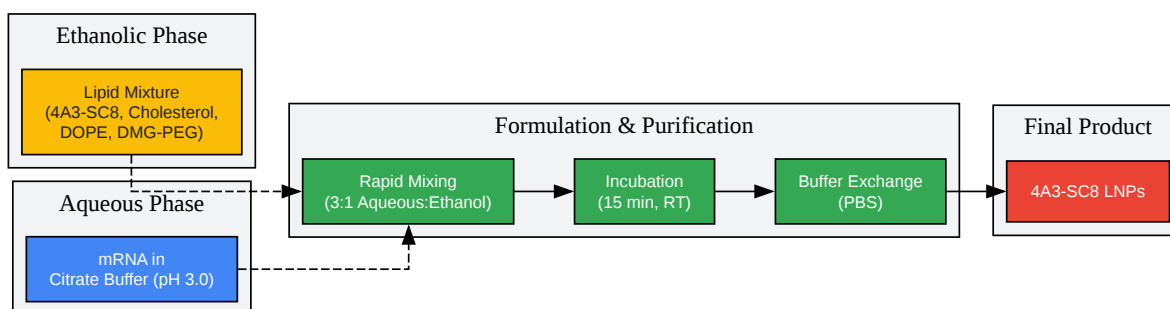 Ethanolic Phase
Lipid Mixture
(4A3-SC8, Cholesterol,
DOPE, DMG-PEG)
Aqueous Phase
mRNA in
Citrate Buffer (pH 3.0)
Formulation & Purification
Rapid Mixing
(3:1 Aqueous:Ethanol)
Incubation
(15 min, RT)
Buffer Exchange
(PBS)
Final Product
4A3-SC8 LNPs